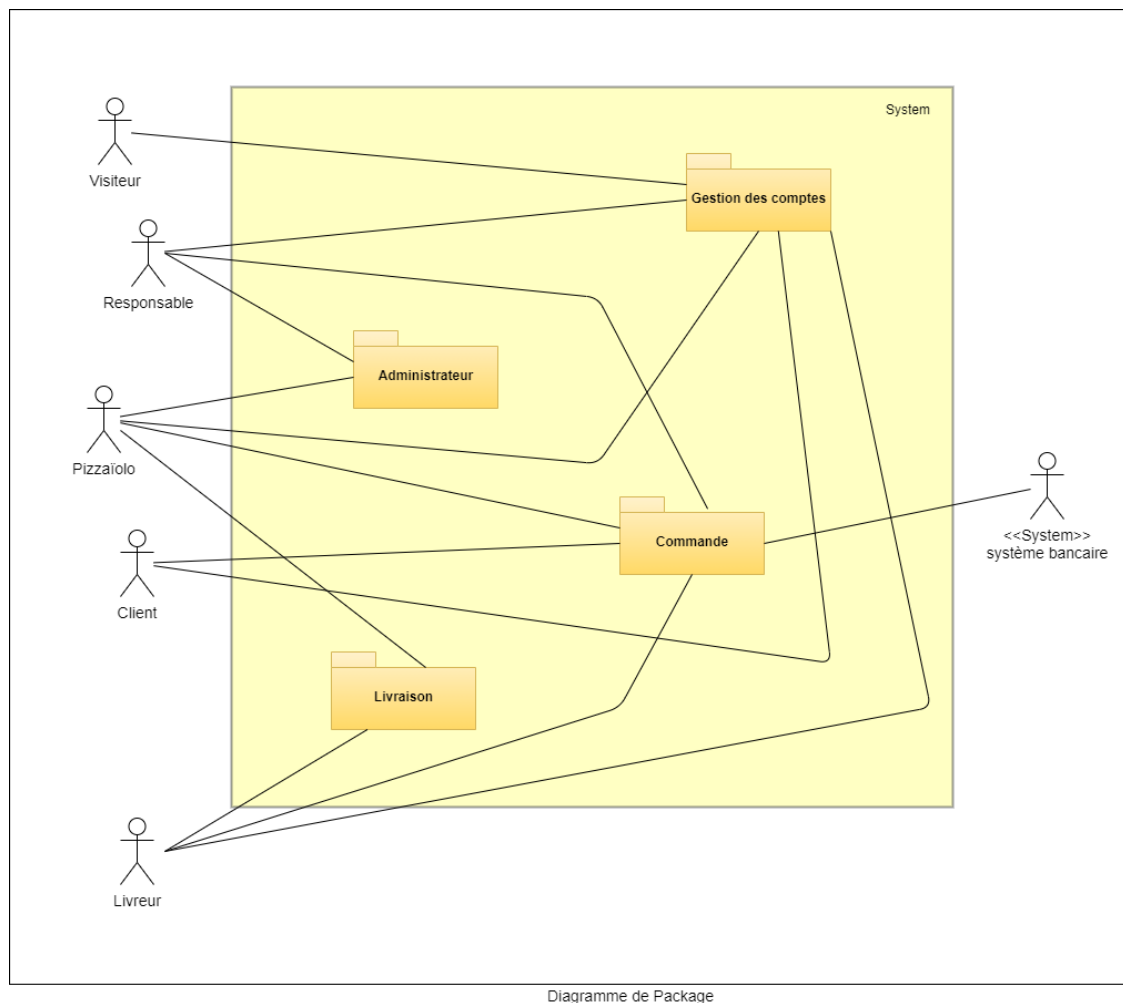 System
Visiteur
Gestion des comptes
Responsable
Administrateur
Pizzaïolo
Commande
<<System>>
système bancaire
Client
Livraison
Livreur
Diagramme de Package